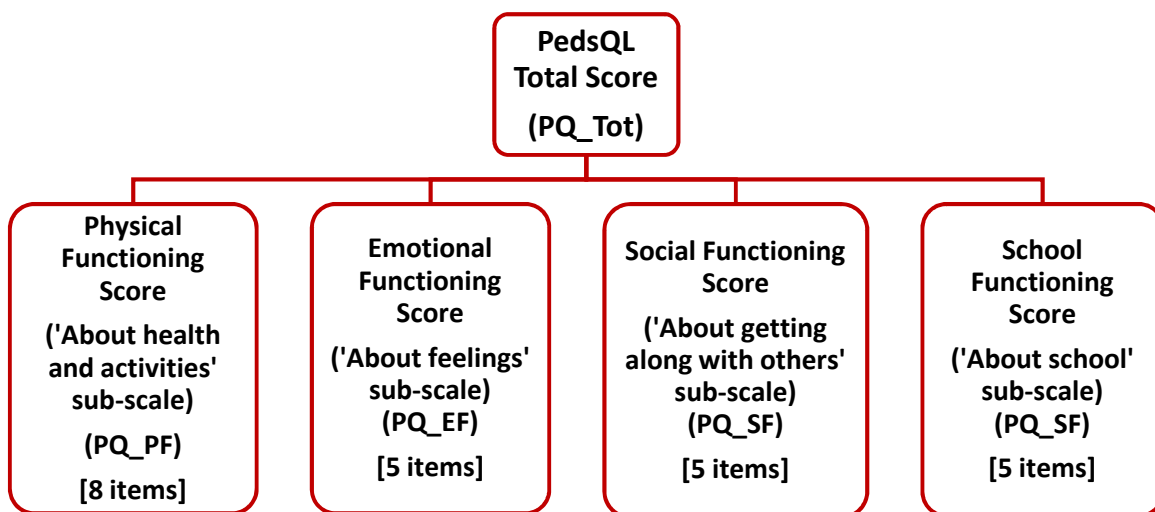 PedsQL
Total Score
(PQ_Tot)
Physical
Functioning
Score
('About health
and activities'
sub-scale)
(PQ_PF)
[8 items]
Emotional
Functioning
Score
('About feelings'
sub-scale)
(PQ_EF)
[5 items]
Social Functioning
Score
('About getting
along with others'
sub-scale)
(PQ_SF)
[5 items]
School
Functioning
Score
('About school'
sub-scale)
(PQ_SF)
[5 items]